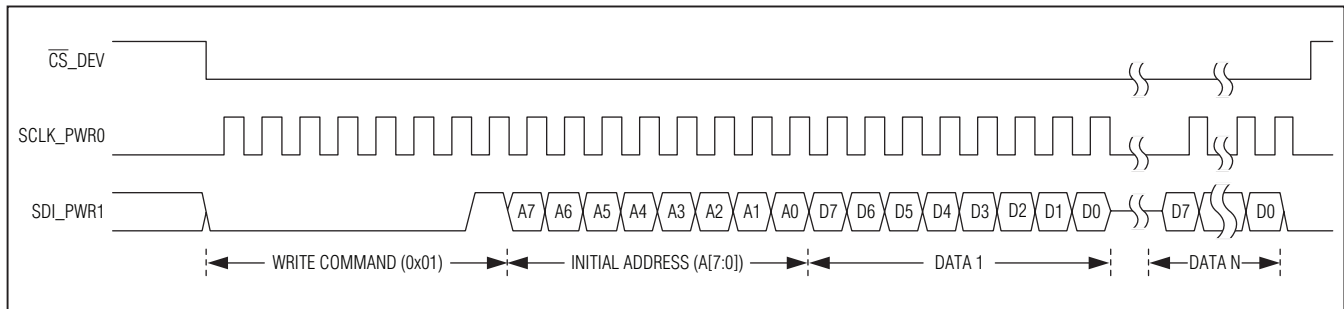 C̅S̅_DEV
SCLK_PWR0
SDI_PWR1 A7 A6 A5 A4 A3 A2 A1 A0 D7 D6 D5 D4 D3 D2 D1 D0 D7 D0
WRITE COMMAND (0x01) INITIAL ADDRESS (A[7:0]) DATA 1 DATA N